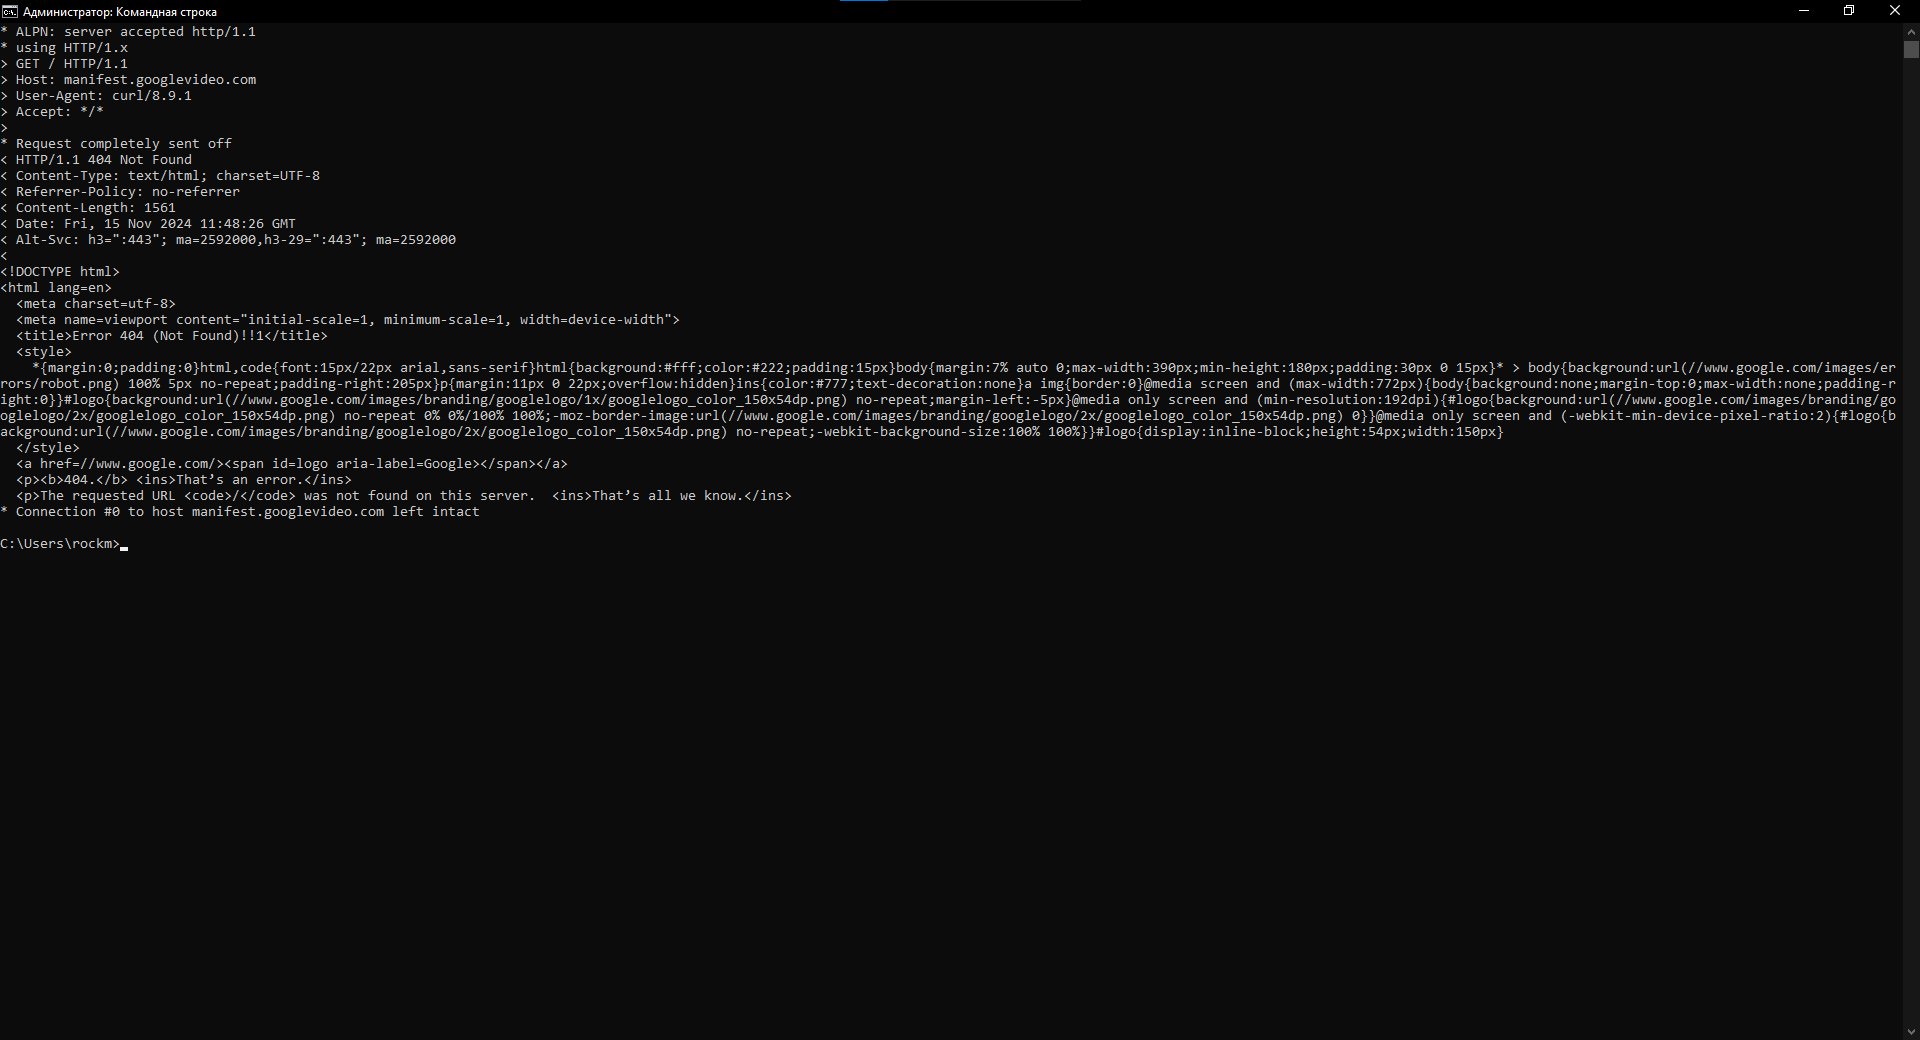 Администратор: Командная строка
* ALPN: server accepted http/1.1
* using HTTP/1.x
> GET / HTTP/1.1
> Host: manifest.googlevideo.com
> User-Agent: curl/8.9.1
> Accept: */*
>
* Request completely sent off
< HTTP/1.1 404 Not Found
< Content-Type: text/html; charset=UTF-8
< Referrer-Policy: no-referrer
< Content-Length: 1561
< Date: Fri, 15 Nov 2024 11:48:26 GMT
< Alt-Svc: h3=":443"; ma=2592000,h3-29=":443"; ma=2592000
<
<!DOCTYPE html>
<html lang=en>
  <meta charset=utf-8>
  <meta name=viewport content="initial-scale=1, minimum-scale=1, width=device-width">
  <title>Error 404 (Not Found)!!1</title>
  <style>
    *{margin:0;padding:0}html,code{font:15px/22px arial,sans-serif}html{background:#fff;color:#222;padding:15px}body{margin:7% auto 0;max-width:390px;min-height:180px;padding:30px 0 15px}* > body{background:url(//www.google.com/images/er
rors/robot.png) 100% 5px no-repeat;padding-right:205px}p{margin:11px 0 22px;overflow:hidden}ins{color:#777;text-decoration:none}a img{border:0}@media screen and (max-width:772px){body{background:none;margin-top:0;max-width:none;padding-r
ight:0}}#logo{background:url(//www.google.com/images/branding/googlelogo/1x/googlelogo_color_150x54dp.png) no-repeat;margin-left:-5px}@media only screen and (min-resolution:192dpi){#logo{background:url(//www.google.com/images/branding/go
oglelogo/2x/googlelogo_color_150x54dp.png) no-repeat 0% 0%/100% 100%;-moz-border-image:url(//www.google.com/images/branding/googlelogo/2x/googlelogo_color_150x54dp.png) 0}}@media only screen and (-webkit-min-device-pixel-ratio:2){#logo{b
ackground:url(//www.google.com/images/branding/googlelogo/2x/googlelogo_color_150x54dp.png) no-repeat;-webkit-background-size:100% 100%}}#logo{display:inline-block;height:54px;width:150px}
  </style>
  <a href=//www.google.com/><span id=logo aria-label=Google></span></a>
  <p><b>404.</b> <ins>That’s an error.</ins>
  <p>The requested URL <code>/</code> was not found on this server.  <ins>That’s all we know.</ins>
* Connection #0 to host manifest.googlevideo.com left intact
C:\Users\rockm>